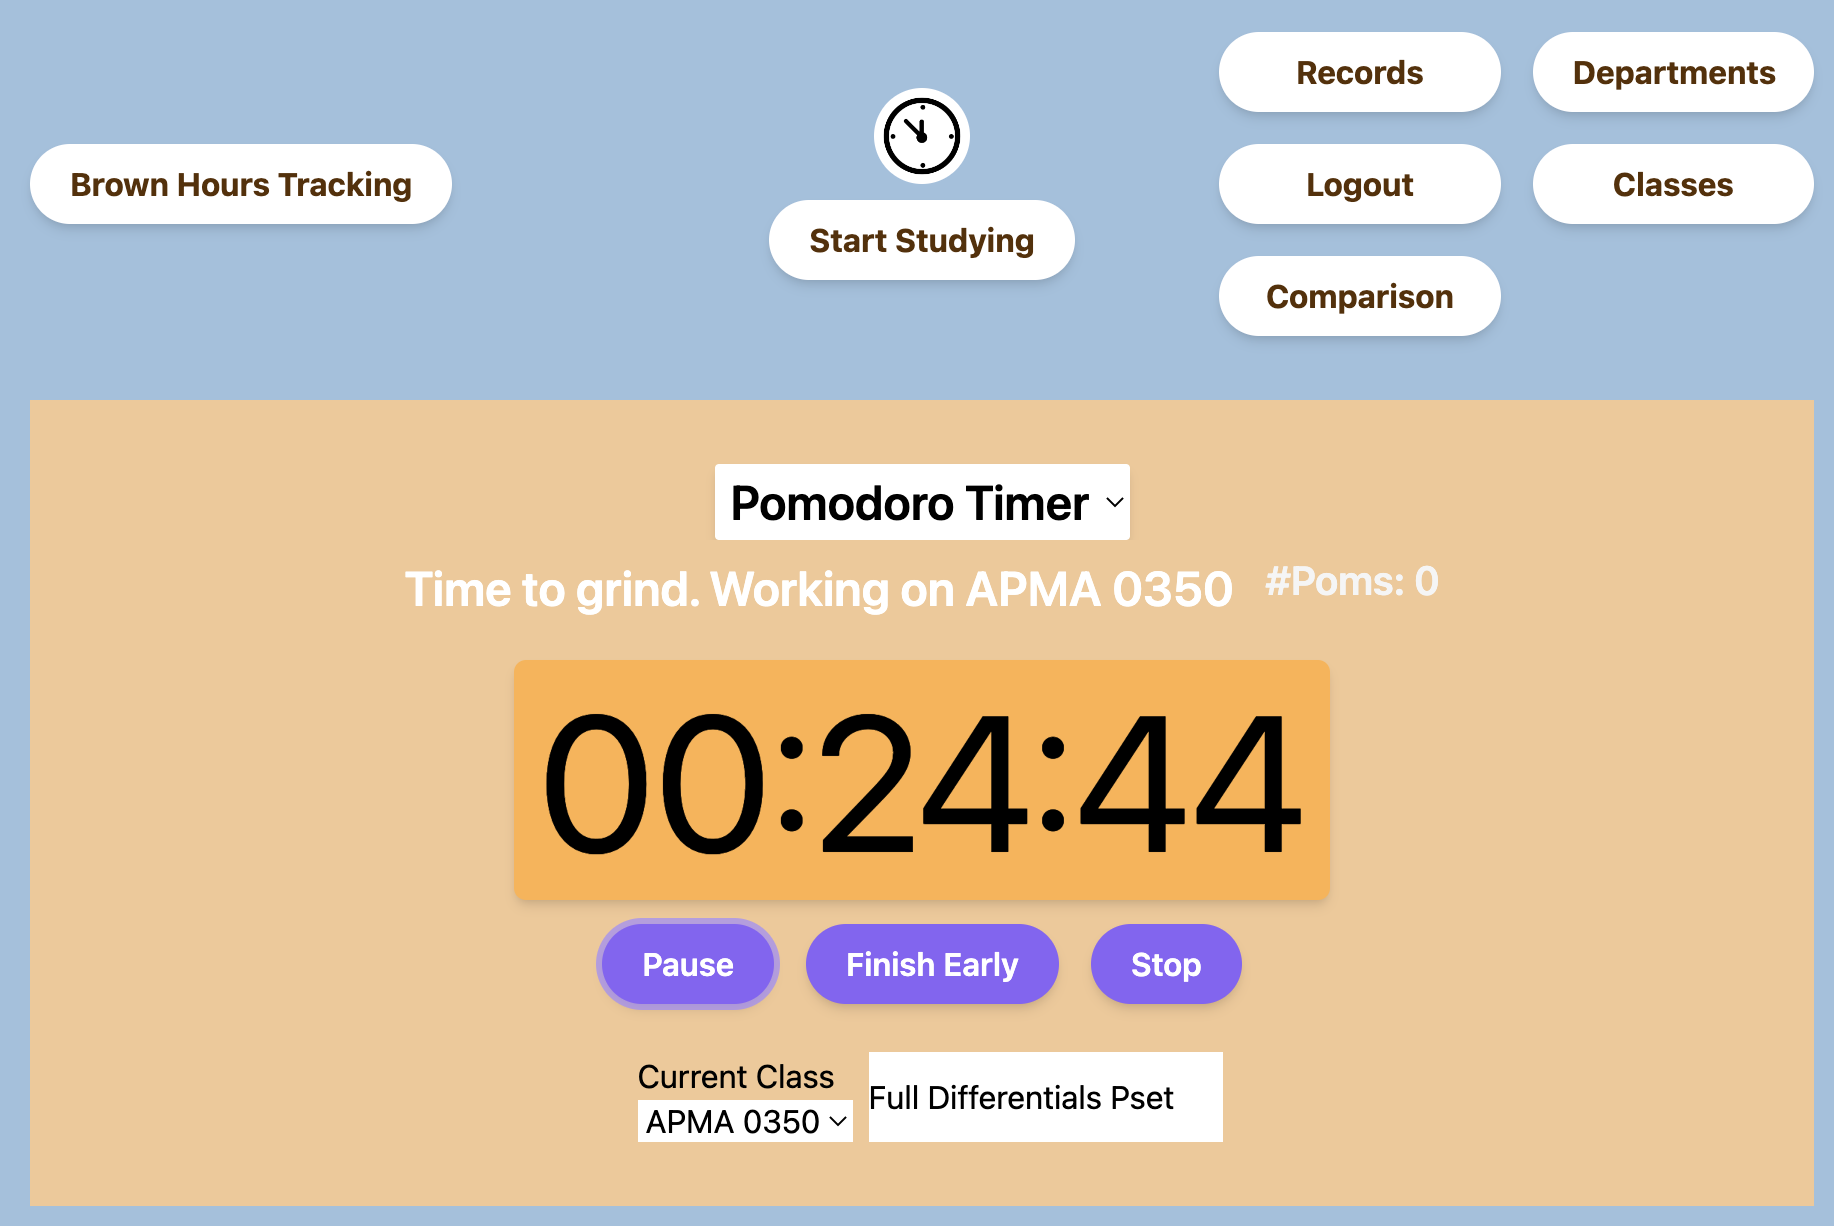 Brown Hours Tracking
Start Studying
Records
Departments
Logout
Classes
Comparison
Pomodoro Timer
Time to grind. Working on APMA 0350
#Poms: 0
00:24:44
Pause
Finish Early
Stop
Current Class
APMA 0350
Full Differentials Pset